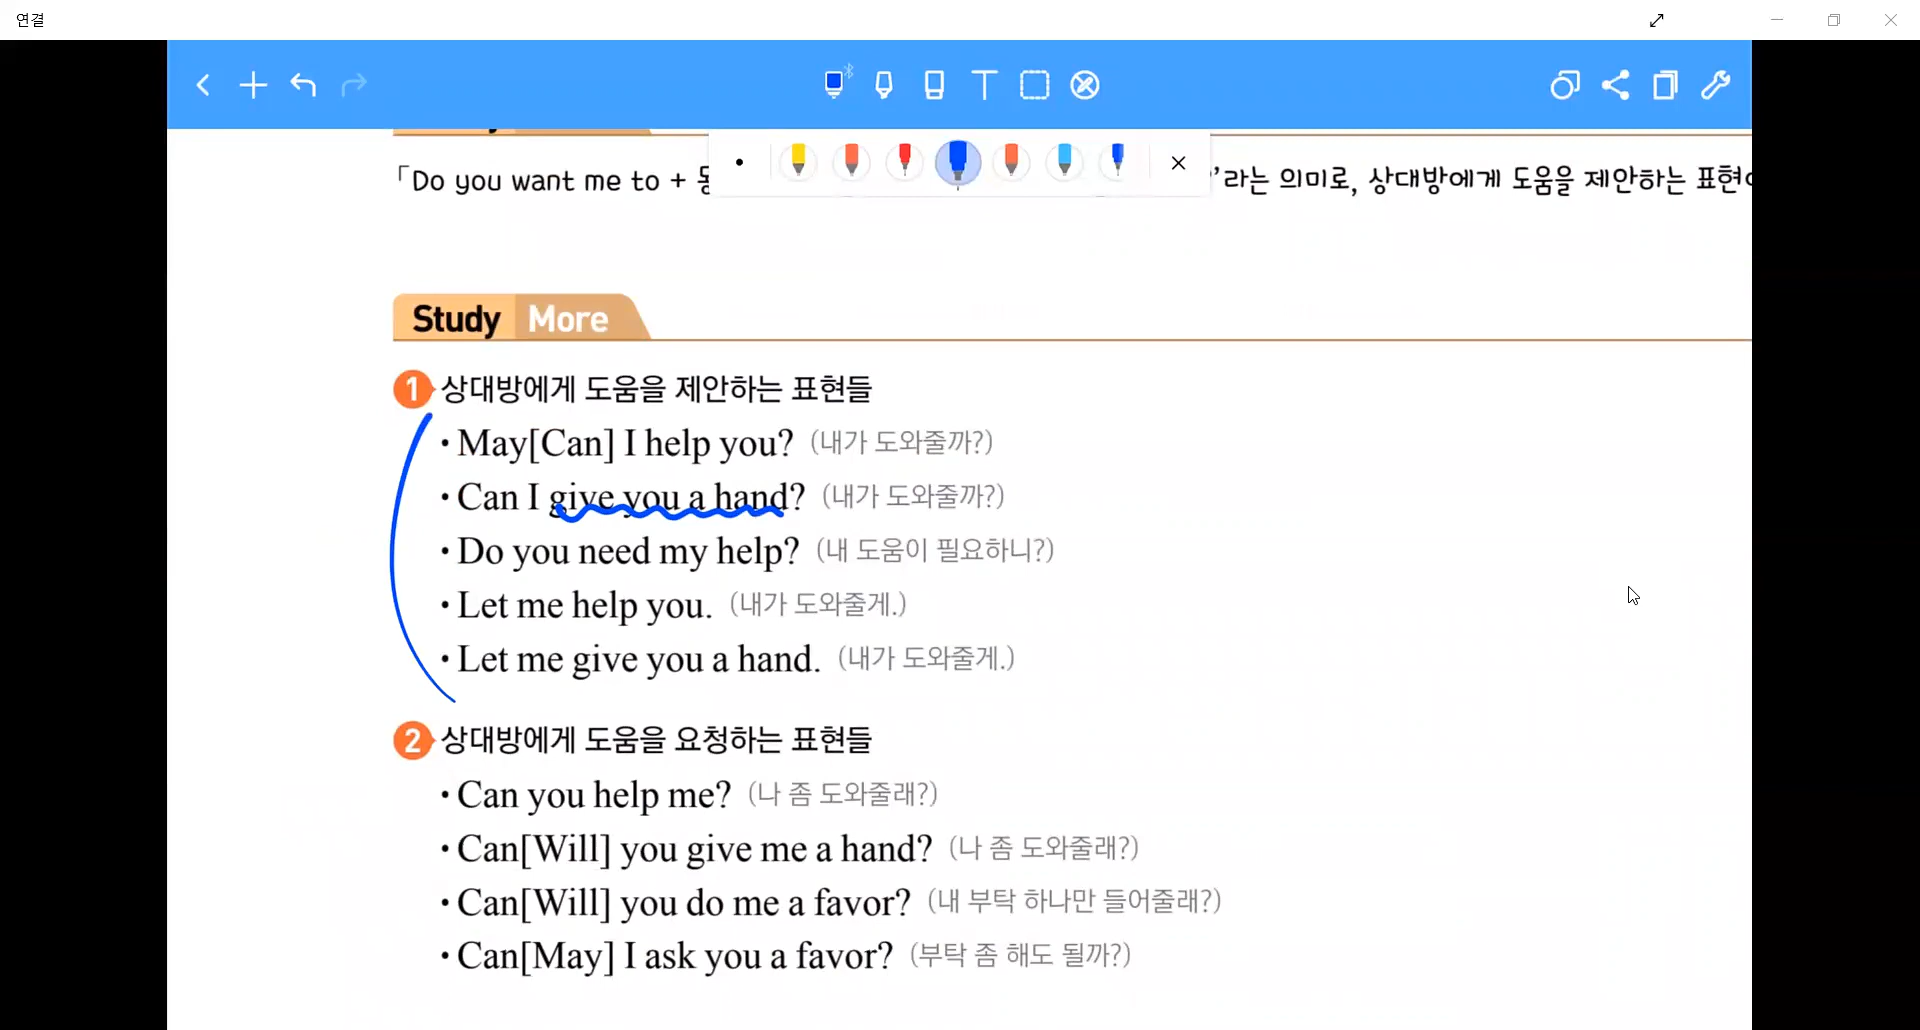 연결
「Do you want me to +
’라는 의미로, 상대방에게 도움을 제안하는 표현
Study More
1 상대방에게 도움을 제안하는 표현들
• May[Can] I help you? (내가 도와줄까?)
• Can I give you a hand? (내가 도와줄까?)
• Do you need my help? (내 도움이 필요하니?)
• Let me help you. (내가 도와줄게.)
• Let me give you a hand. (내가 도와줄게.)
2 상대방에게 도움을 요청하는 표현들
• Can you help me? (나 좀 도와줄래?)
• Can[Will] you give me a hand? (나 좀 도와줄래?)
• Can[Will] you do me a favor? (내 부탁 하나만 들어줄래?)
• Can[May] I ask you a favor? (부탁 좀 해도 될까?)